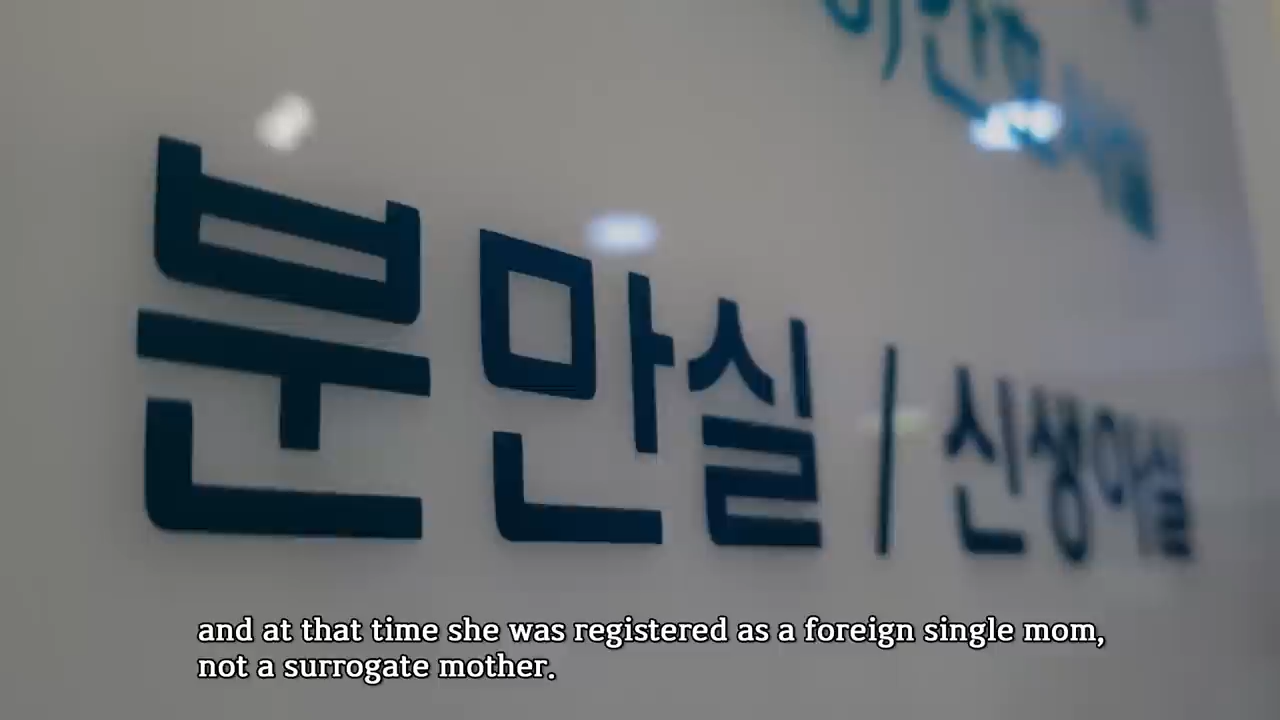 분만실 | 신생아실
and at that time she was registered as a foreign single mom,
not a surrogate mother.